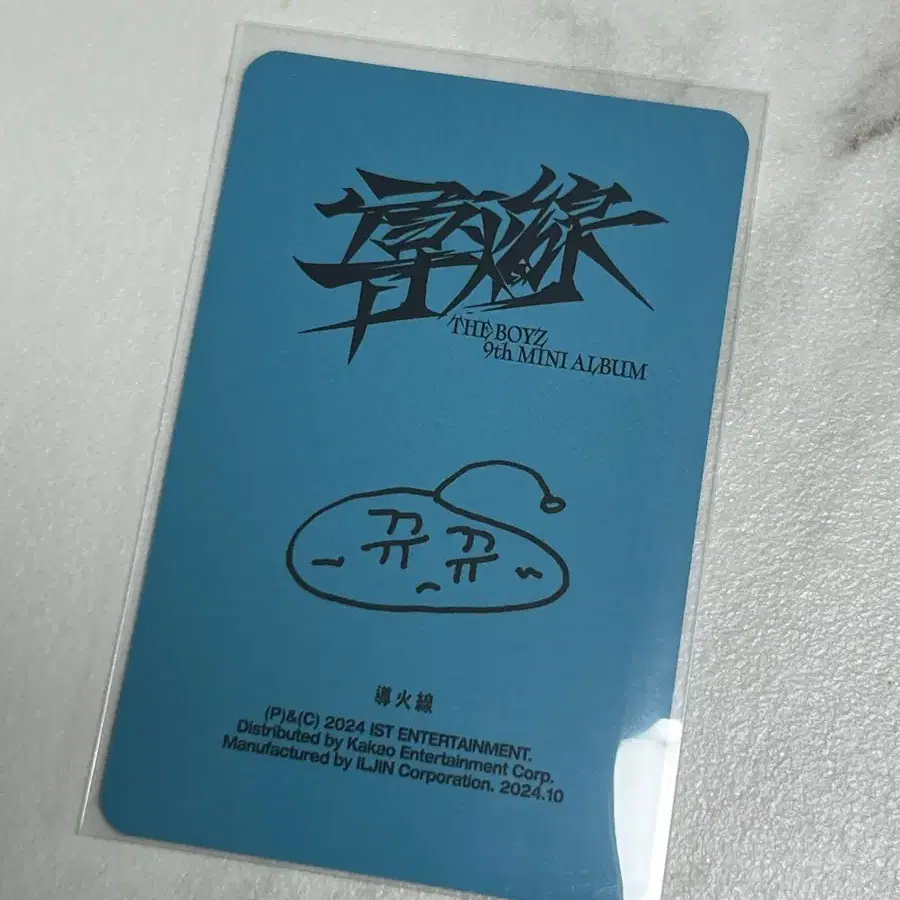 導火線
THE BOYZ
9th MINI ALBUM
뀨뀨
導火線
(P)&(C) 2024 IST ENTERTAINMENT.
Distributed by Kakao Entertainment Corp.
Manufactured by ILJIN Corporation. 2024.10